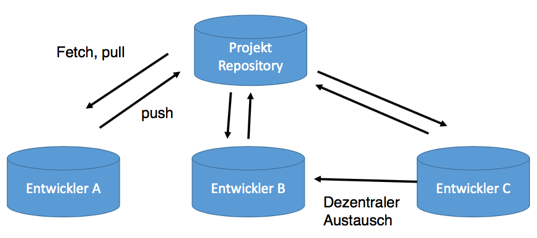 Projekt
Repository
Fetch, pull
push
Entwickler A
Entwickler B
Entwickler C
Dezentraler
Austausch